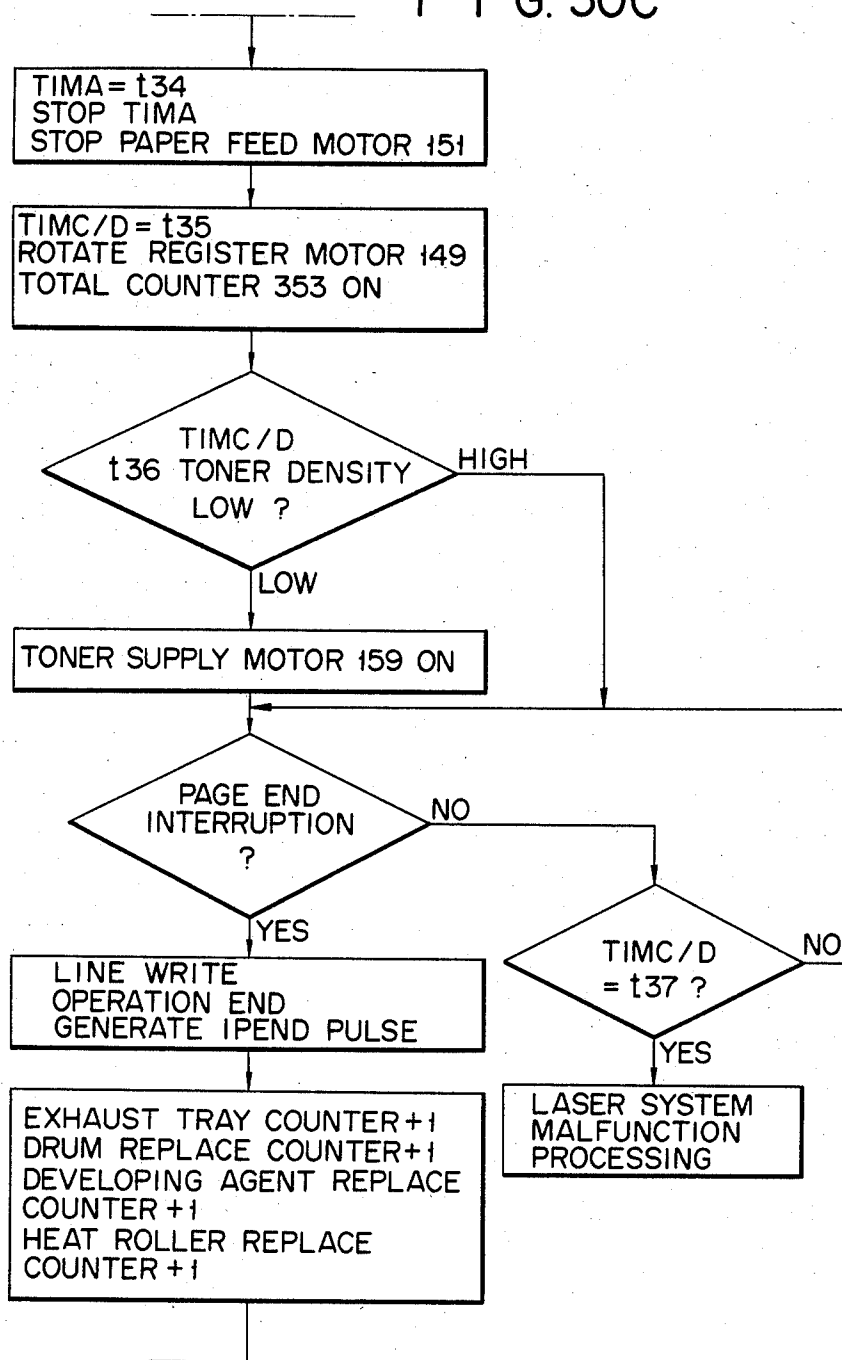 FIG. 50C
TIMA = t34
STOP TIMA
STOP PAPER FEED MOTOR 151
TIMC/D = t35
ROTATE REGISTER MOTOR 149
TOTAL COUNTER 353 ON
TIMC/D
t36 TONER DENSITY
LOW ?
HIGH
LOW
TONER SUPPLY MOTOR 159 ON
PAGE END
INTERRUPTION
?
NO
YES
TIMC/D
= t37 ?
NO
YES
LINE WRITE
OPERATION END
GENERATE IPEND PULSE
LASER SYSTEM
MALFUNCTION
PROCESSING
EXHAUST TRAY COUNTER +1
DRUM REPLACE COUNTER +1
DEVELOPING AGENT REPLACE
COUNTER +1
HEAT ROLLER REPLACE
COUNTER +1